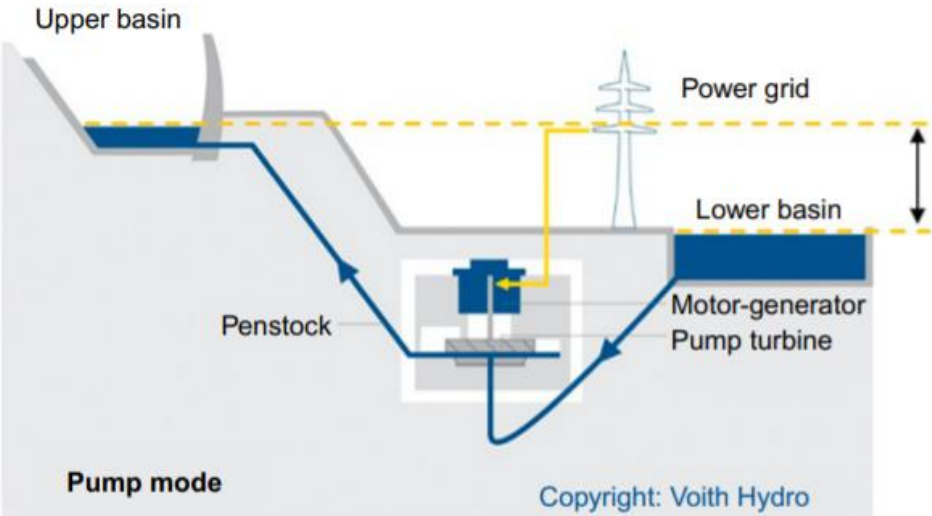 Upper basin
Power grid
Lower basin
Motor-generator
Penstock
Pump turbine
Pump mode
Copyright: Voith Hydro